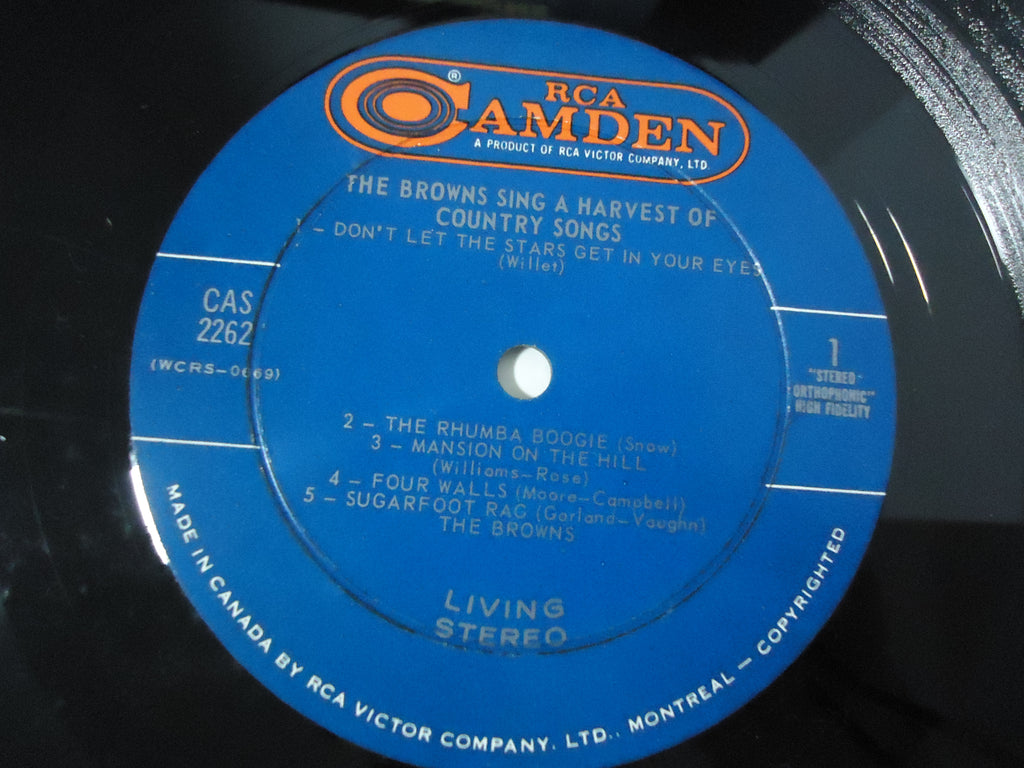 RCA
CAMDEN
®
A PRODUCT OF RCA VICTOR COMPANY, LTD.
THE BROWNS SING A HARVEST OF
COUNTRY SONGS
- DON'T LET THE STARS GET IN YOUR EYES
(Willet)
CAS
2262
(WCRS-0669)
1
"STEREO-
ORTHOPHONIC"
HIGH FIDELITY
2 - THE RHUMBA BOOGIE (Snow)
3 - MANSION ON THE HILL
(Williams-Rose)
4 - FOUR WALLS (Moore-Campbell)
5 - SUGARFOOT RAG (Garland-Vaughn)
THE BROWNS
LIVING
STEREO
MADE IN CANADA BY RCA VICTOR COMPANY, LTD., MONTREAL - COPYRIGHTED